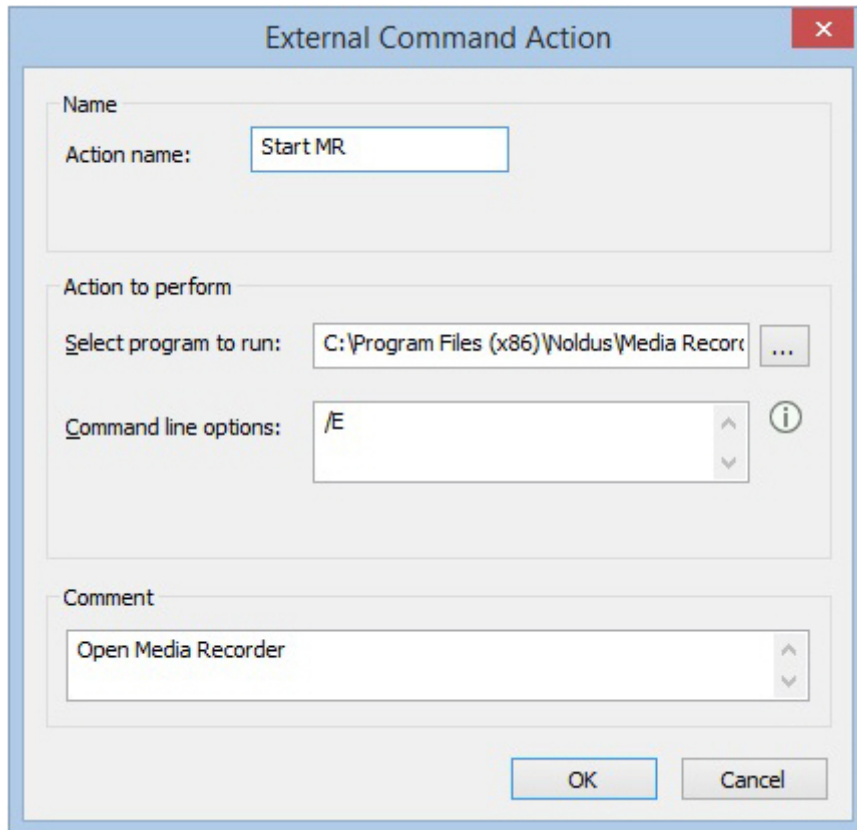 External Command Action
Name
Action name: Start MR
Action to perform
Select program to run: C:\Program Files (x86)\Noldus\Media Record ...
Command line options: /E
Comment
Open Media Recorder
OK Cancel